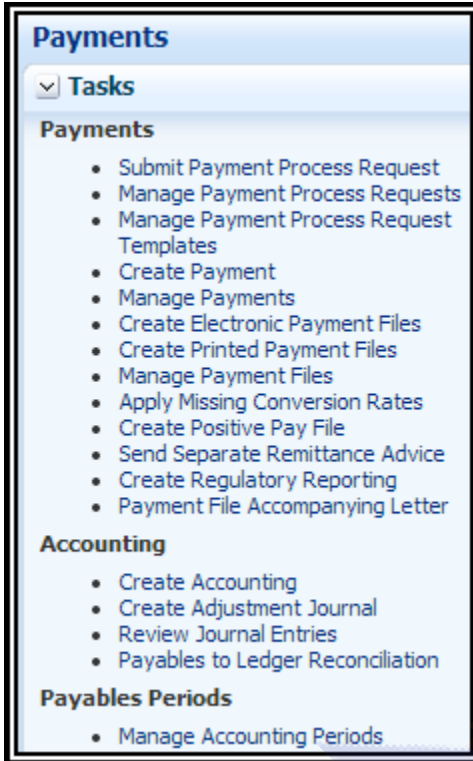 Payments
Tasks
Payments
• Submit Payment Process Request
• Manage Payment Process Requests
• Manage Payment Process Request
Templates
• Create Payment
• Manage Payments
• Create Electronic Payment Files
• Create Printed Payment Files
• Manage Payment Files
• Apply Missing Conversion Rates
• Create Positive Pay File
• Send Separate Remittance Advice
• Create Regulatory Reporting
• Payment File Accompanying Letter
Accounting
• Create Accounting
• Create Adjustment Journal
• Review Journal Entries
• Payables to Ledger Reconciliation
Payables Periods
• Manage Accounting Periods